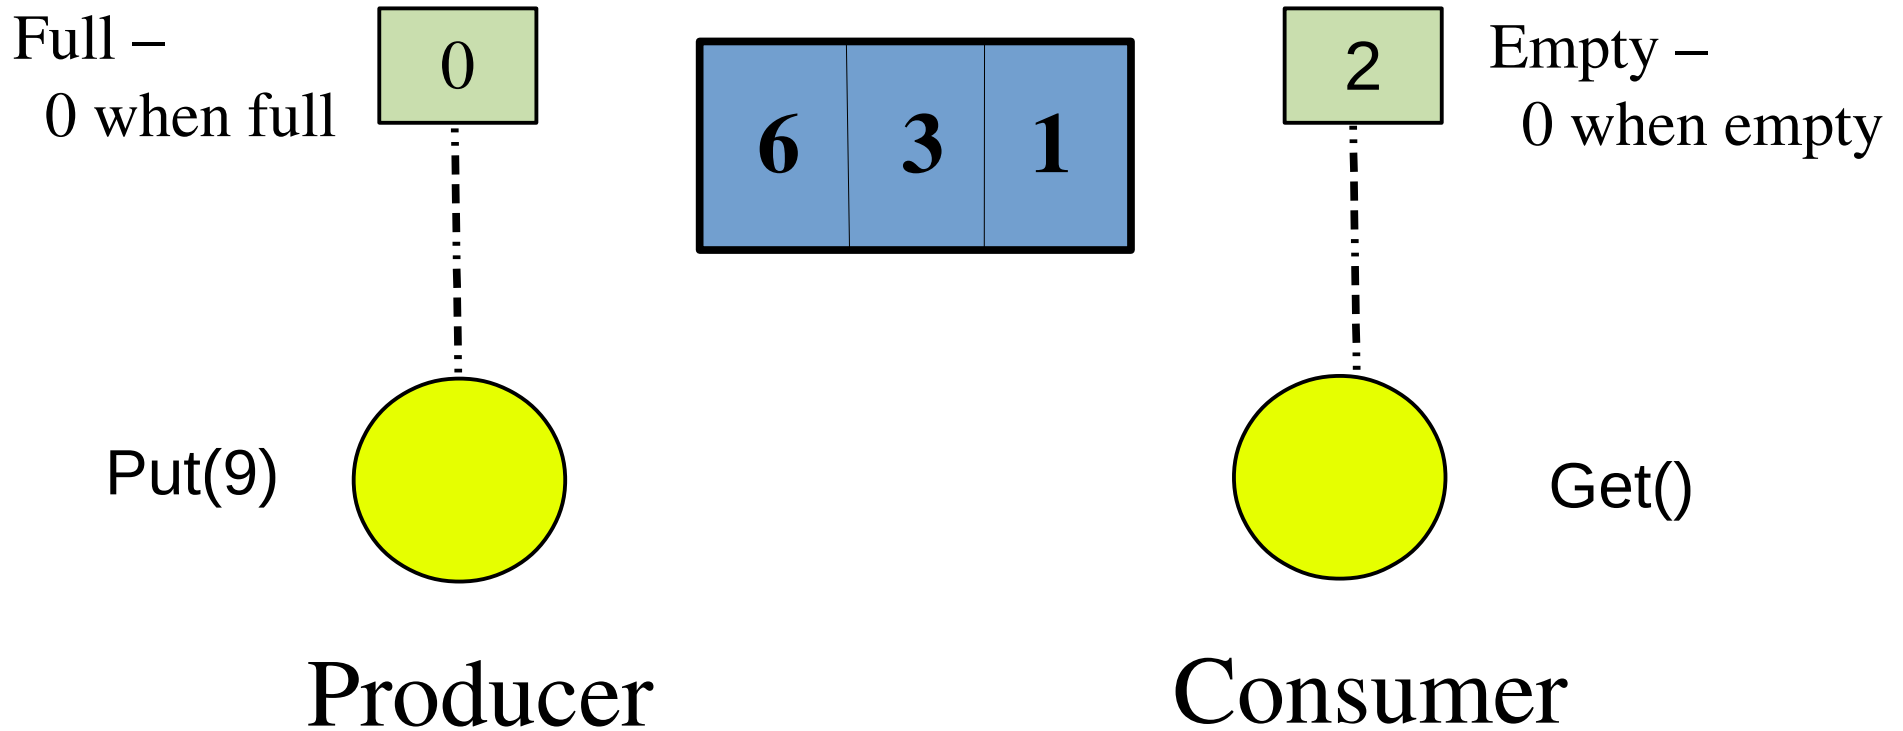 Full –
0 when full
0
6 3 1
2
Empty –
0 when empty
Put(9)
Get()
Producer
Consumer